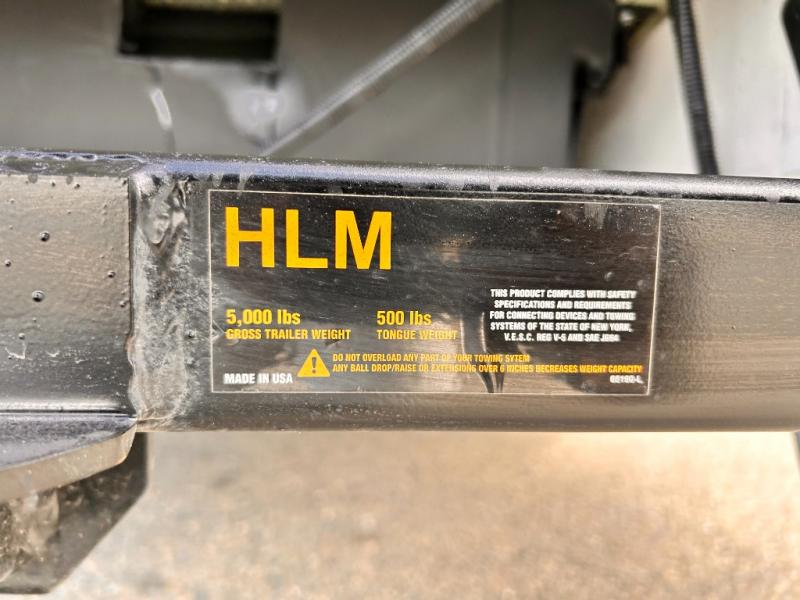 HLM
5,000 lbs
GROSS TRAILER WEIGHT
500 lbs
TONGUE WEIGHT
THIS PRODUCT COMPLIES WITH SAFETY
SPECIFICATIONS AND REQUIREMENTS
FOR CONNECTING DEVICES AND TOWING
SYSTEMS OF THE STATE OF NEW YORK,
V.E.S.C. REG V-5 AND SAE J684
DO NOT OVERLOAD ANY PART OF YOUR TOWING SYTEM
ANY BALL DROP/RAISE OR EXTENSIONS OVER 6 INCHES DECREASES WEIGHT CAPACITY
MADE IN USA